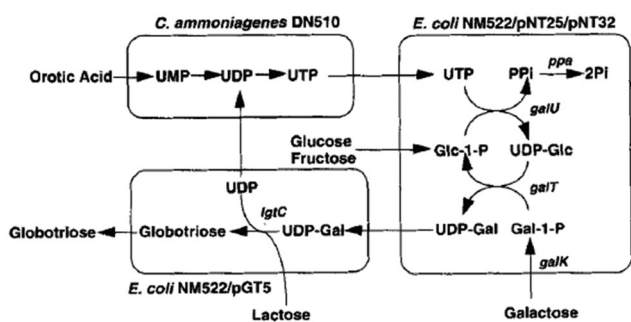 C. ammoniagenes DN510
E. coli NM522/pNT25/pNT32
Orotic Acid
UMP
UDP
UTP
UTP
PPi
ppa
2Pi
galU
Glucose
Fructose
Glc-1-P
UDP-Glc
galT
UDP
lgtC
Globotriose
Globotriose
UDP-Gal
UDP-Gal
Gal-1-P
galK
E. coli NM522/pGT5
Lactose
Galactose